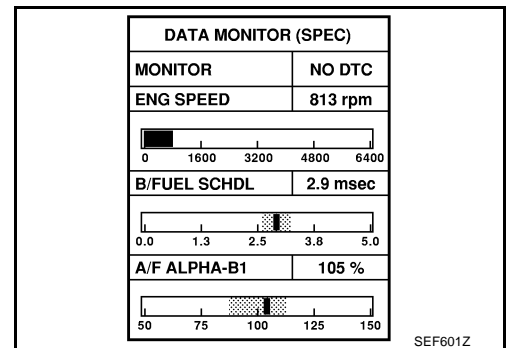 DATA MONITOR (SPEC)
MONITOR NO DTC
ENG SPEED 813 rpm
0 1600 3200 4800 6400
B/FUEL SCHDL 2.9 msec
0.0 1.3 2.5 3.8 5.0
A/F ALPHA-B1 105 %
50 75 100 125 150
SEF601Z